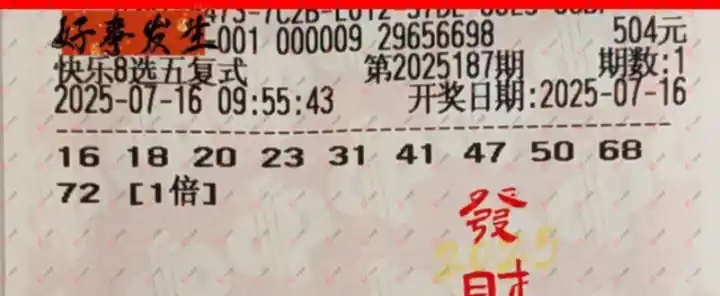 好事发生
001 000009 29656698 504元
快乐8选五复式 第2025187期 期数:1
2025-07-16 09:55:43 开奖日期:2025-07-16
16 18 20 23 31 41 47 50 68
72 [1倍]
發
2025
财